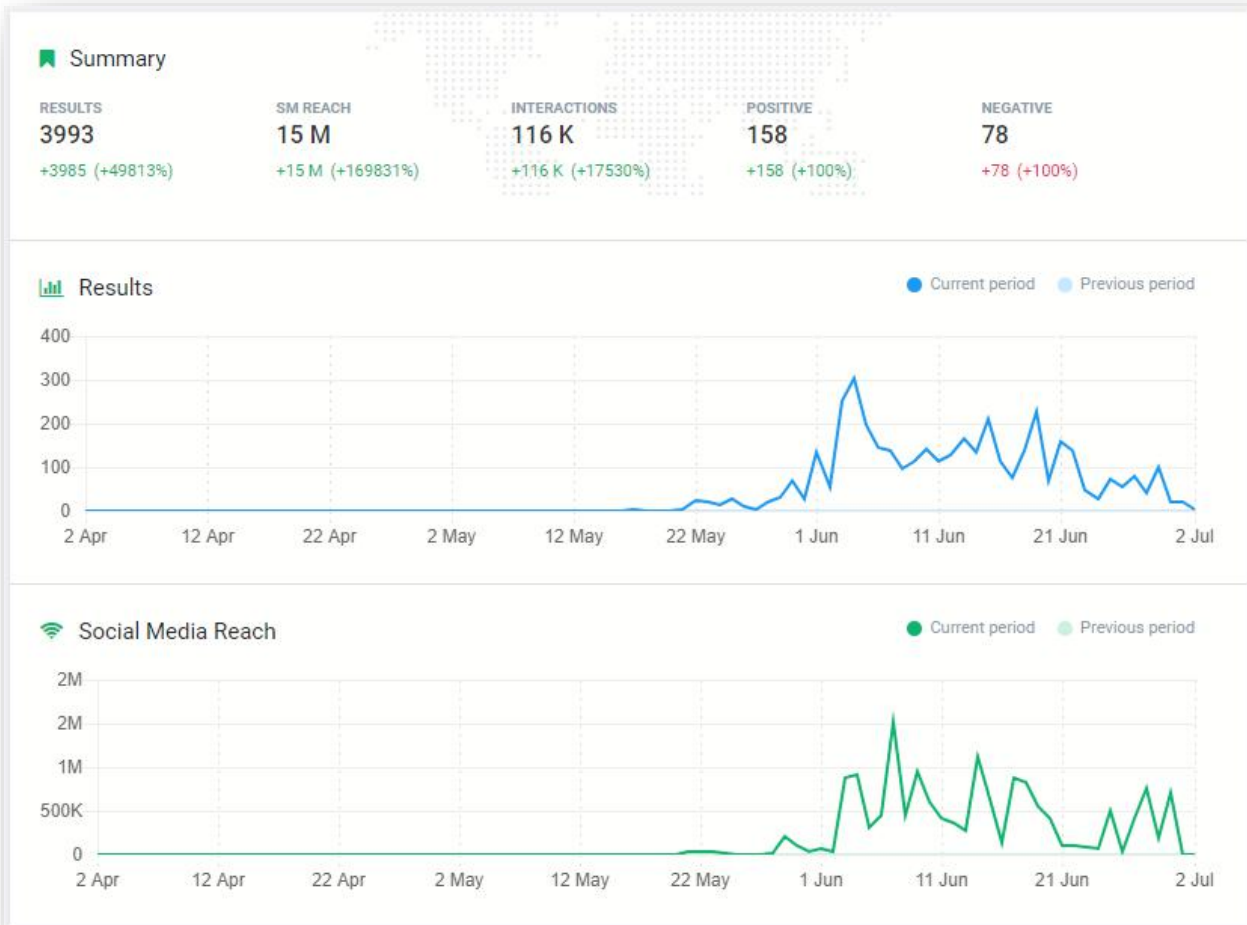 Summary
RESULTS SM REACH INTERACTIONS POSITIVE NEGATIVE
3993 15 M 116 K 158 78
+3985 (+49813%) +15 M (+169831%) +116 K (+17530%) +158 (+100%) +78 (+100%)
Results Current period Previous period
400
300
200
100
0
2 Apr 12 Apr 22 Apr 2 May 12 May 22 May 1 Jun 11 Jun 21 Jun 2 Jul
Social Media Reach Current period Previous period
2M
2M
1M
500K
0
2 Apr 12 Apr 22 Apr 2 May 12 May 22 May 1 Jun 11 Jun 21 Jun 2 Jul